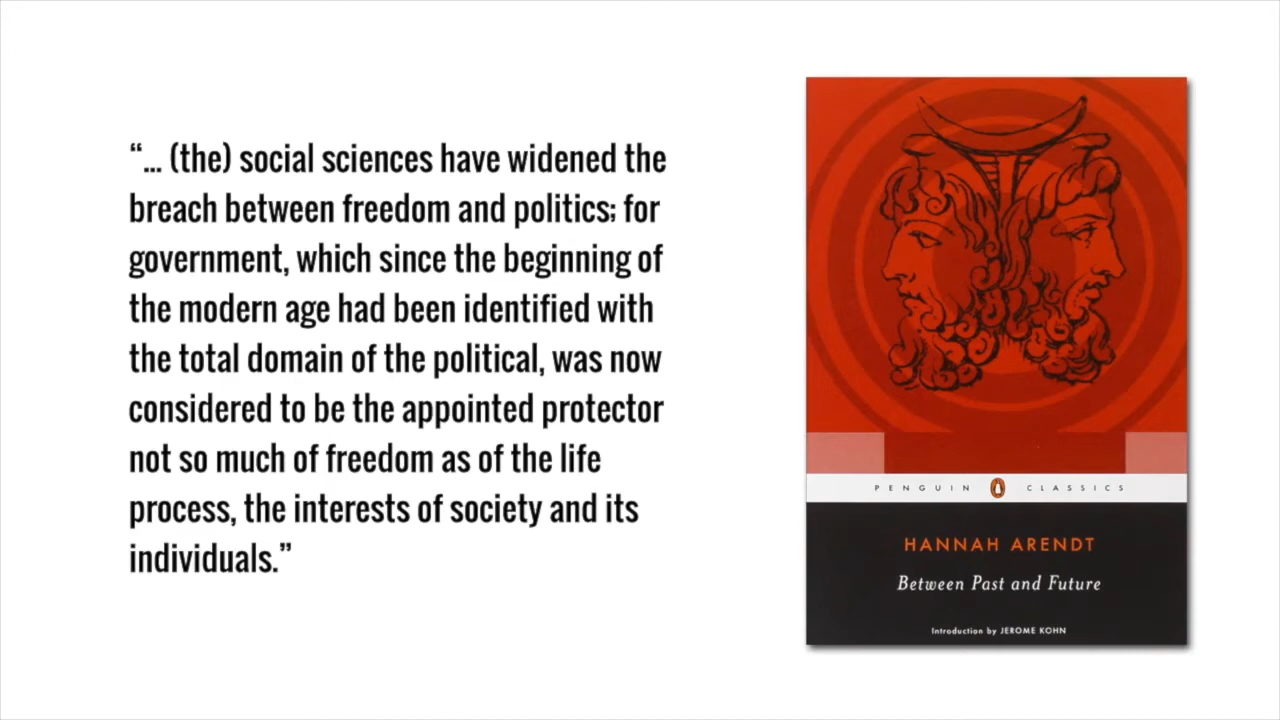 “... (the) social sciences have widened the
breach between freedom and politics; for
government, which since the beginning of
the modern age had been identified with
the total domain of the political, was now
considered to be the appointed protector
not so much of freedom as of the life
process, the interests of society and its
individuals.”
PENGUIN CLASSICS
HANNAH ARENDT
Between Past and Future
Introduction by JEROME KOHN